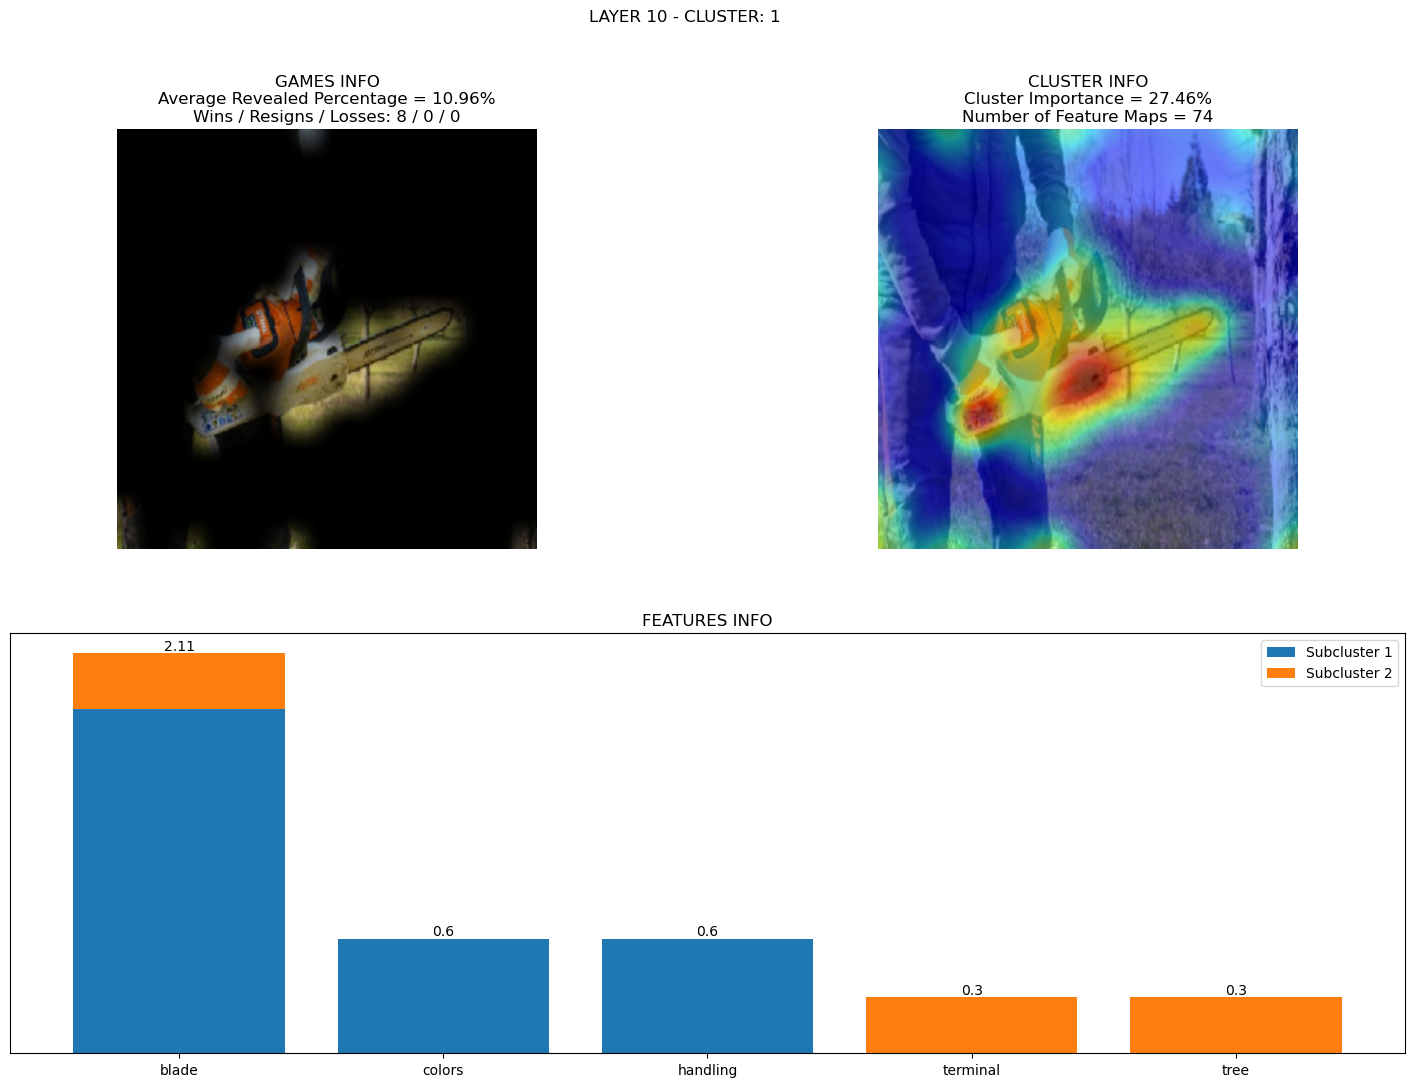 LAYER 10 - CLUSTER: 1
GAMES INFO
Average Revealed Percentage = 10.96%
Wins / Resigns / Losses: 8 / 0 / 0
CLUSTER INFO
Cluster Importance = 27.46%
Number of Feature Maps = 74
FEATURES INFO
Subcluster 1
Subcluster 2
2.11
0.6
0.6
0.3
0.3
blade
colors
handling
terminal
tree